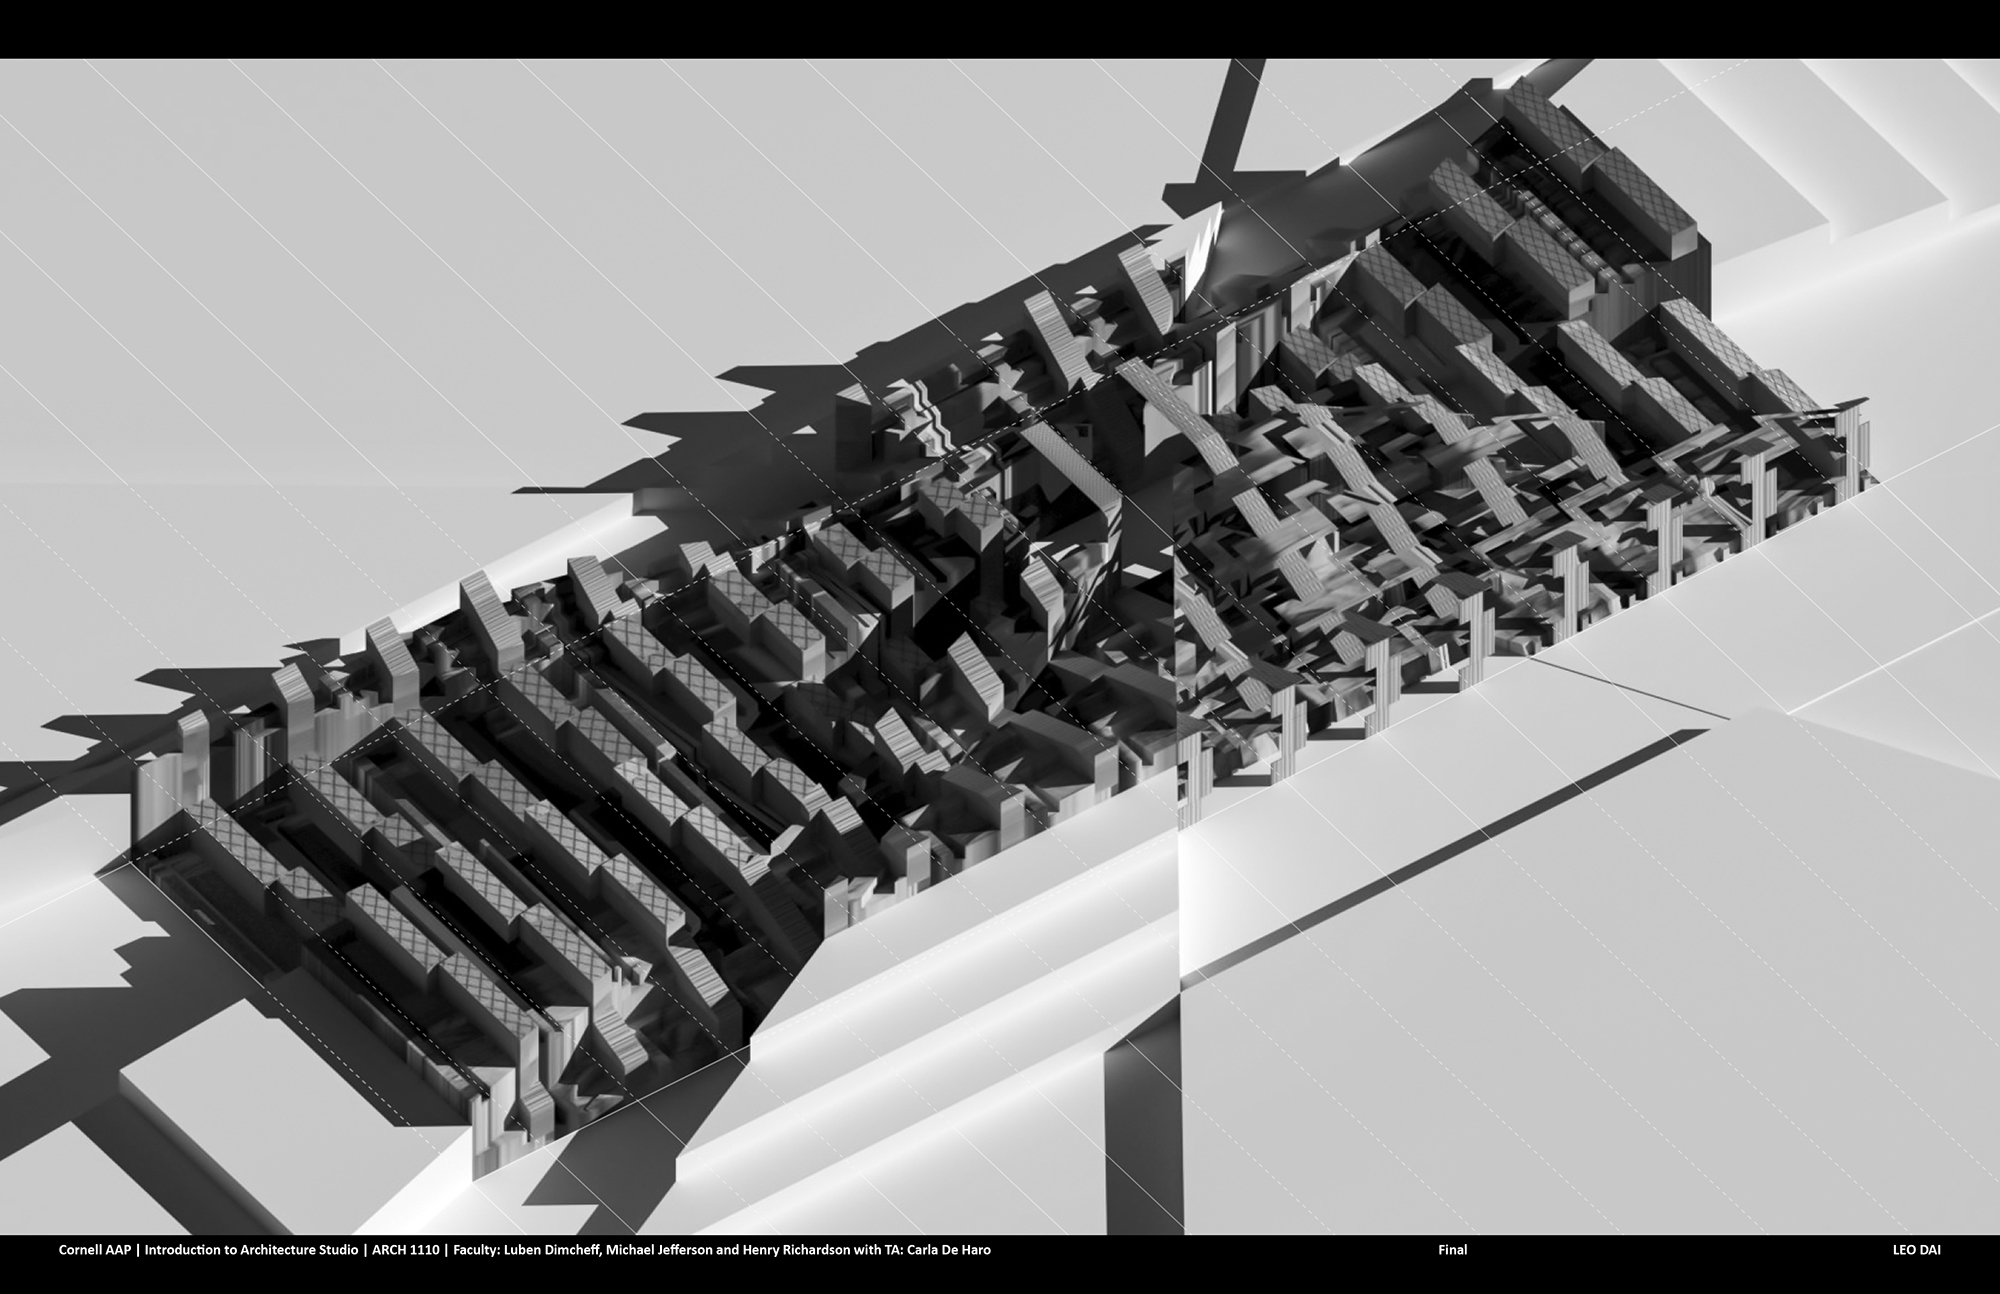 Cornell AAP | Introduction to Architecture Studio | ARCH 1110 | Faculty: Luben Dimcheff, Michael Jefferson and Henry Richardson with TA: Carla De Haro
Final
LEO DAI